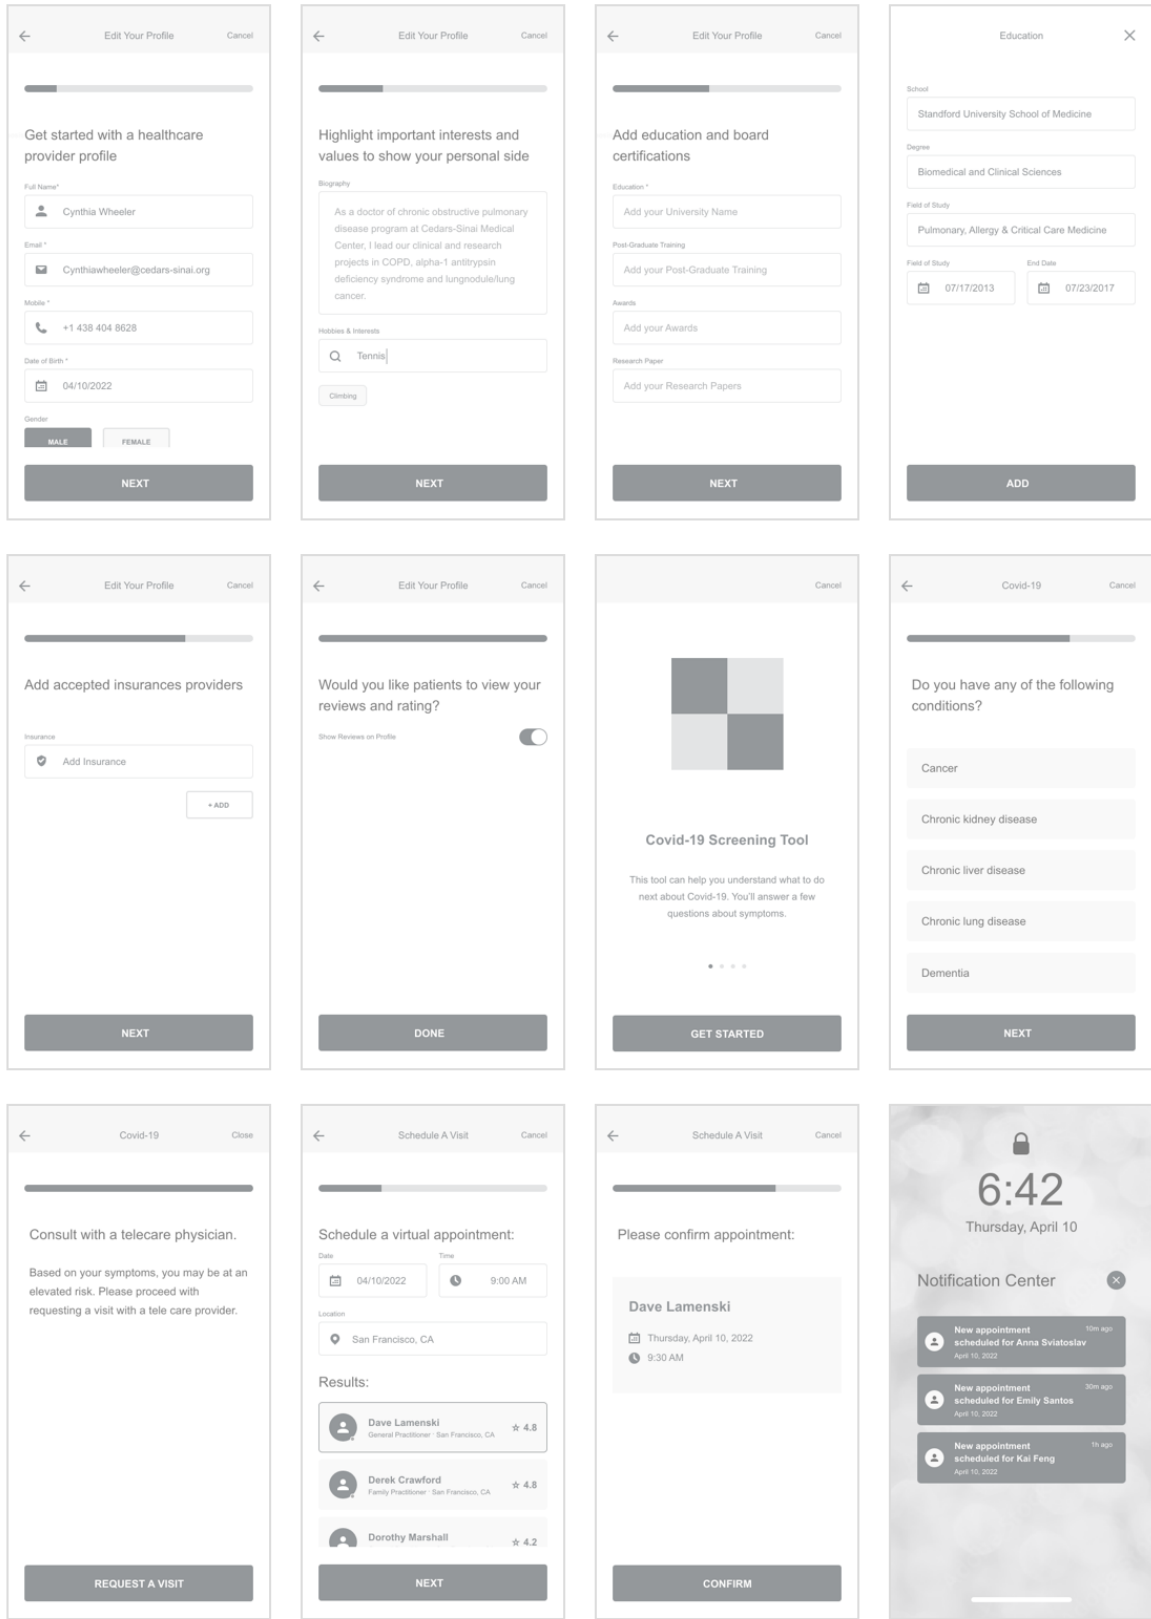 Edit Your Profile
Cancel
Get started with a healthcare
provider profile
Full Name*
Cynthia Wheeler
Email *
Cynthiawheeler@cedars-sinai.org
Mobile *
+1 438 404 8628
Date of Birth *
04/10/2022
Gender
MALE
FEMALE
NEXT
Edit Your Profile
Cancel
Highlight important interests and
values to show your personal side
Biography
As a doctor of chronic obstructive pulmonary
disease program at Cedars-Sinai Medical
Center, I lead our clinical and research
projects in COPD, alpha-1 antitrypsin
deficiency syndrome and lungnodule/lung
cancer.
Hobbies & Interests
Tennis
Climbing
NEXT
Edit Your Profile
Cancel
Add education and board
certifications
Education *
Add your University Name
Post-Graduate Training
Add your Post-Graduate Training
Awards
Add your Awards
Research Paper
Add your Research Papers
NEXT
Education
School
Standford University School of Medicine
Degree
Biomedical and Clinical Sciences
Field of Study
Pulmonary, Allergy & Critical Care Medicine
Field of Study
End Date
07/17/2013
07/23/2017
ADD
Edit Your Profile
Cancel
Add accepted insurances providers
Insurance
Add Insurance
+ ADD
NEXT
Edit Your Profile
Cancel
Would you like patients to view your
reviews and rating?
Show Reviews on Profile
DONE
Cancel
Covid-19 Screening Tool
This tool can help you understand what to do
next about Covid-19. You'll answer a few
questions about symptoms.
GET STARTED
Covid-19
Cancel
Do you have any of the following
conditions?
Cancer
Chronic kidney disease
Chronic liver disease
Chronic lung disease
Dementia
NEXT
Covid-19
Close
Consult with a telecare physician.
Based on your symptoms, you may be at an
elevated risk. Please proceed with
requesting a visit with a tele care provider.
REQUEST A VISIT
Schedule A Visit
Cancel
Schedule a virtual appointment:
Date
Time
04/10/2022
9:00 AM
Location
San Francisco, CA
Results:
Dave Lamenski
General Practitioner · San Francisco, CA
☆ 4.8
Derek Crawford
Family Practitioner · San Francisco, CA
☆ 4.8
Dorothy Marshall
☆ 4.2
NEXT
Schedule A Visit
Cancel
Please confirm appointment:
Dave Lamenski
Thursday, April 10, 2022
9:30 AM
CONFIRM
6:42
Thursday, April 10
Notification Center
New appointment
10m ago
scheduled for Anna Sviatoslav
April 10, 2022
New appointment
30m ago
scheduled for Emily Santos
April 10, 2022
New appointment
1h ago
scheduled for Kai Feng
April 10, 2022